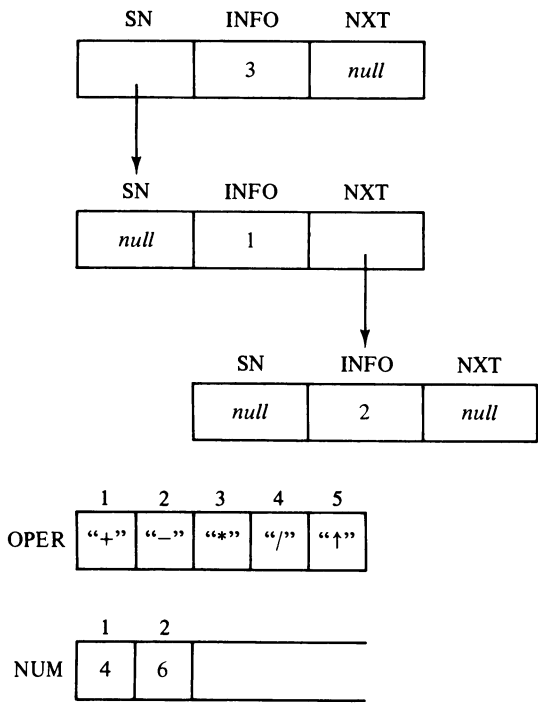 SN INFO NXT
3 null
SN INFO NXT
null 1
SN INFO NXT
null 2 null
1 2 3 4 5
OPER “+” “−” “*” “/” “↑”
1 2
NUM 4 6